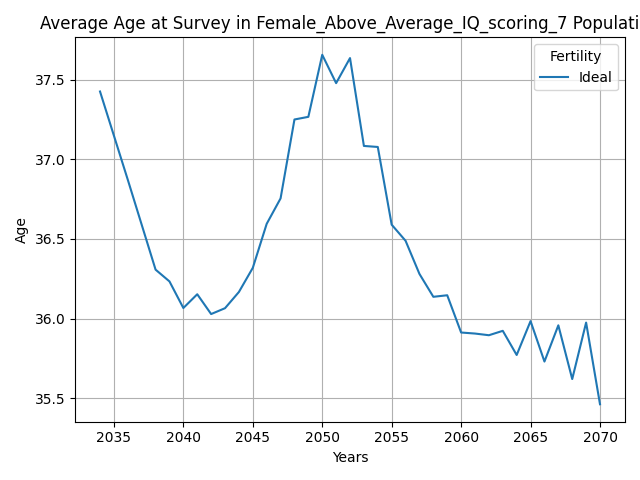 Average Age at Survey in Female_Above_Average_IQ_scoring_7 Populati
Fertility
Ideal
37.5
37.0
36.5
36.0
35.5
Age
2035 2040 2045 2050 2055 2060 2065 2070
Years